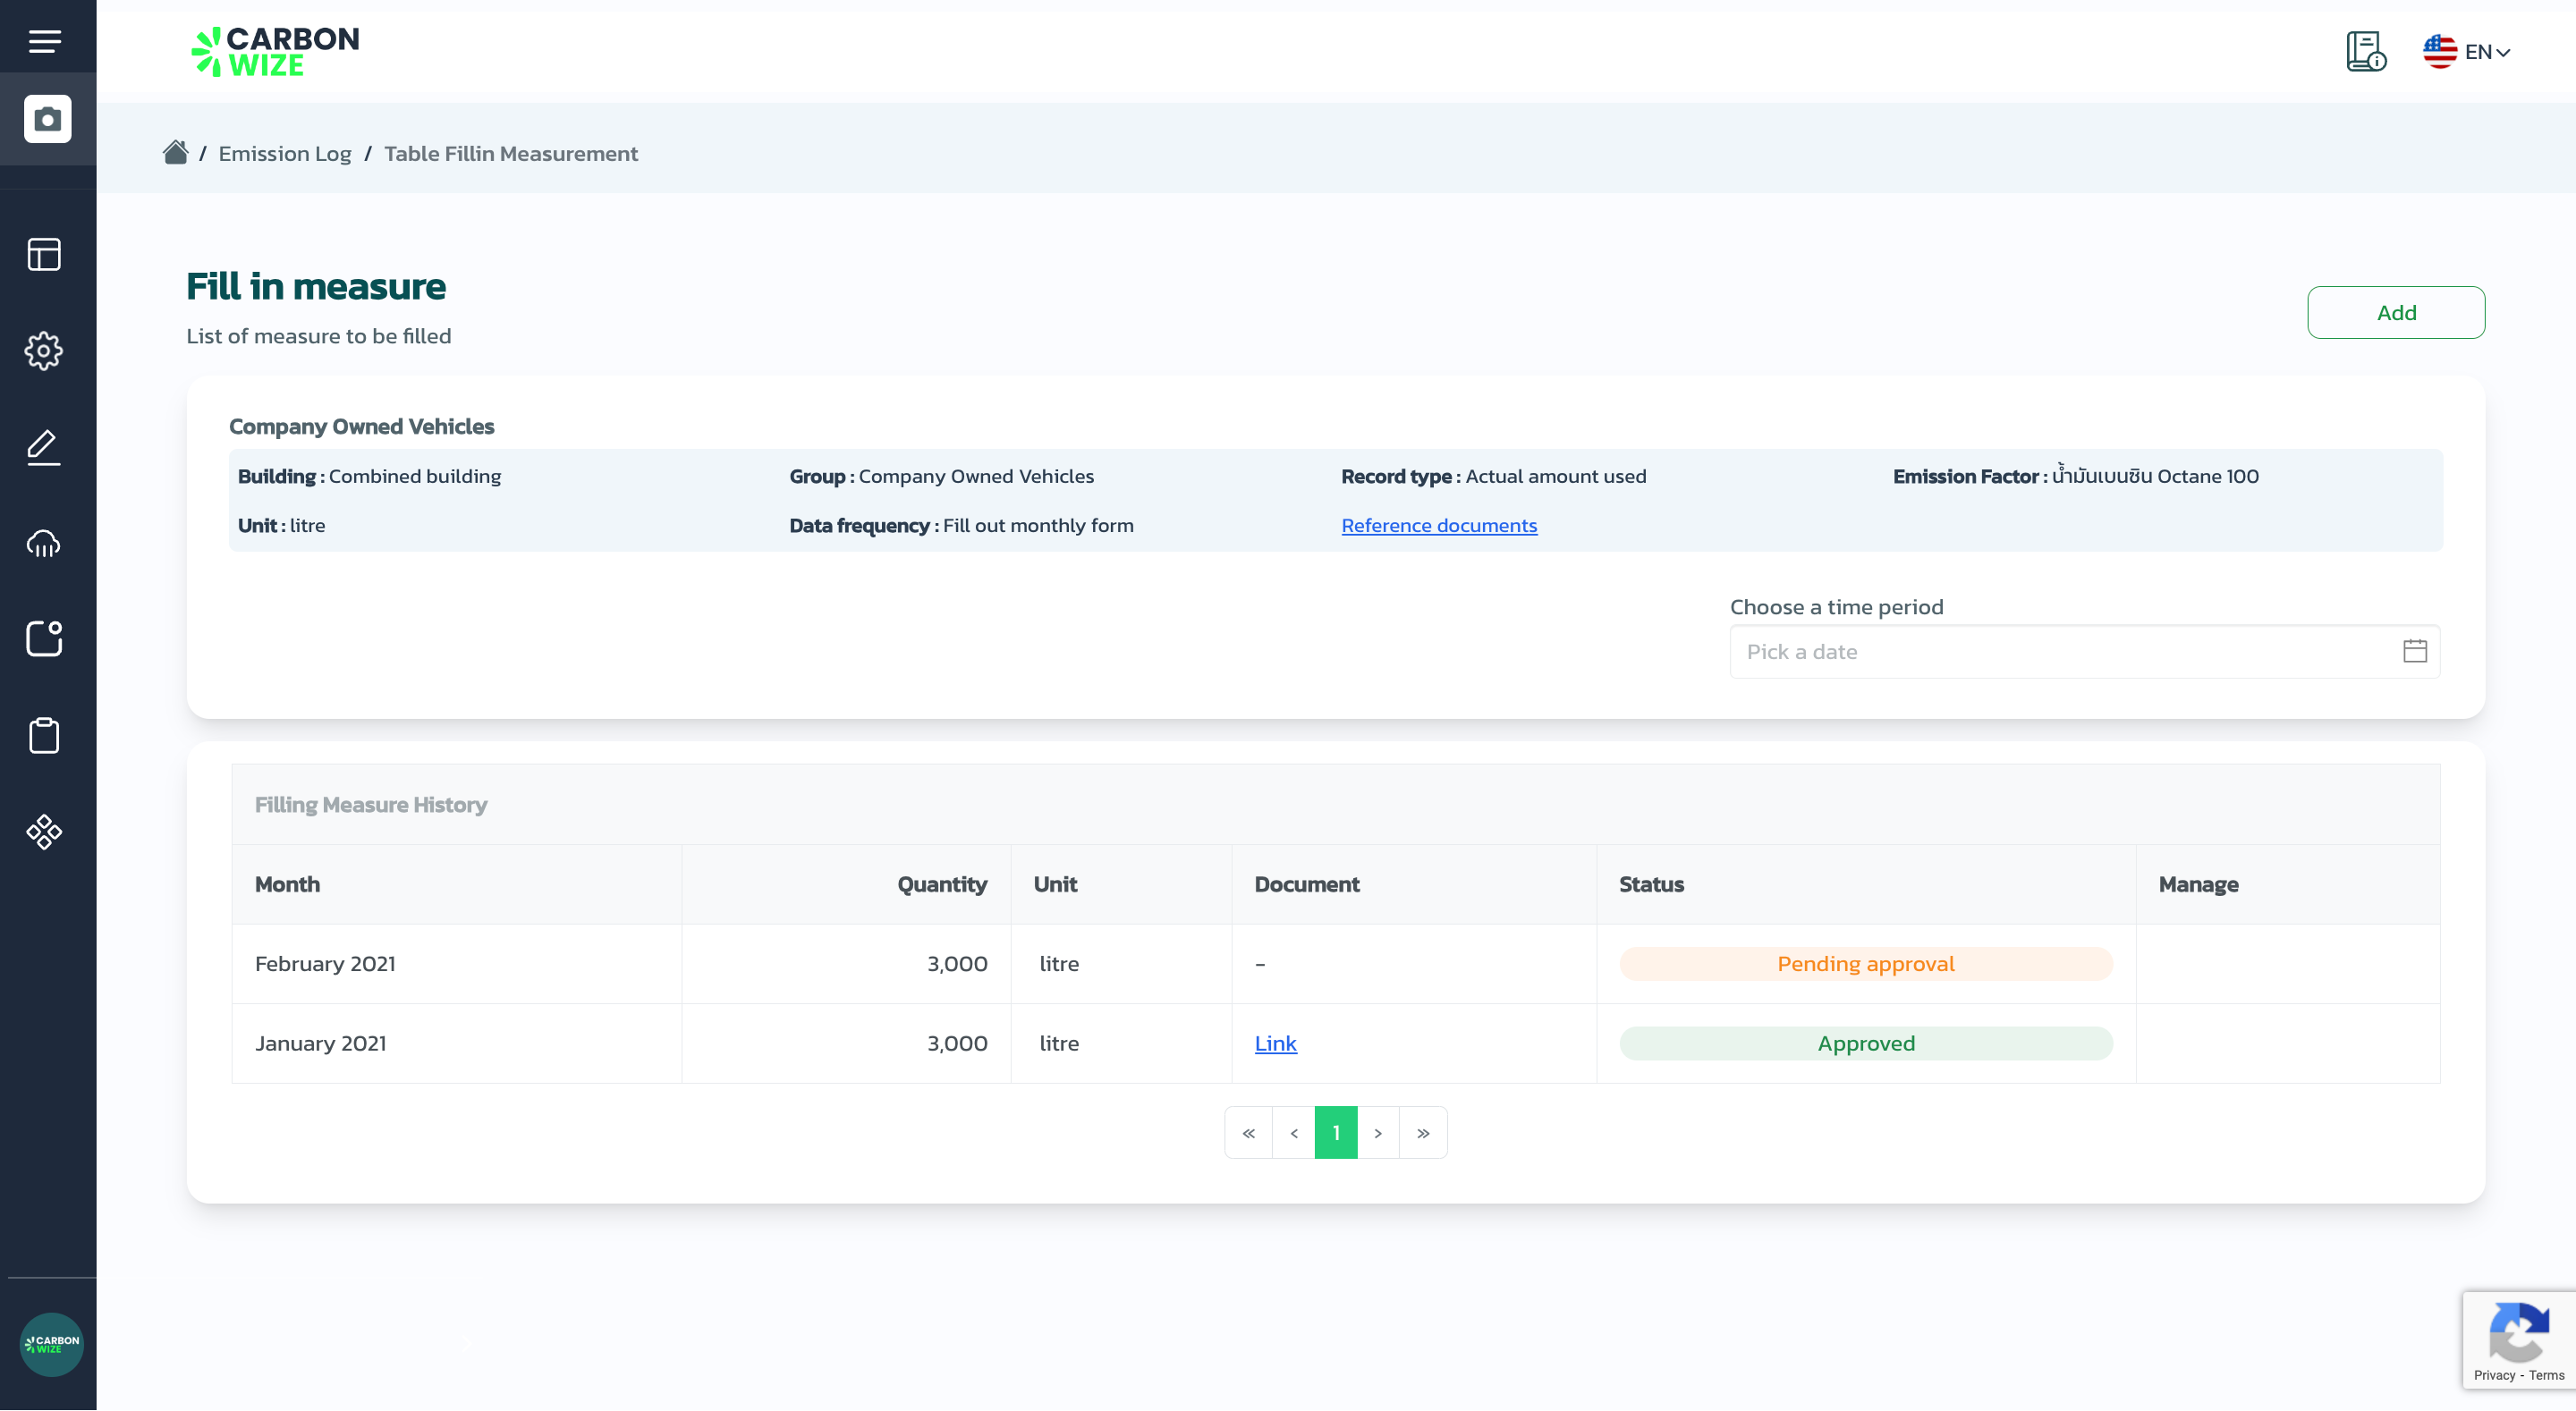 CARBON
WIZE
EN
/ Emission Log / Table Fillin Measurement
Fill in measure
List of measure to be filled
Add
Company Owned Vehicles
Building : Combined building
Group : Company Owned Vehicles
Record type : Actual amount used
Emission Factor : น้ำมันเบนซิน Octane 100
Unit : litre
Data frequency : Fill out monthly form
Reference documents
Choose a time period
Pick a date
Filling Measure History
Month Quantity Unit Document Status Manage
February 2021 3,000 litre - Pending approval
January 2021 3,000 litre Link Approved
« < 1 > »
CARBON
WIZE
Privacy - Terms